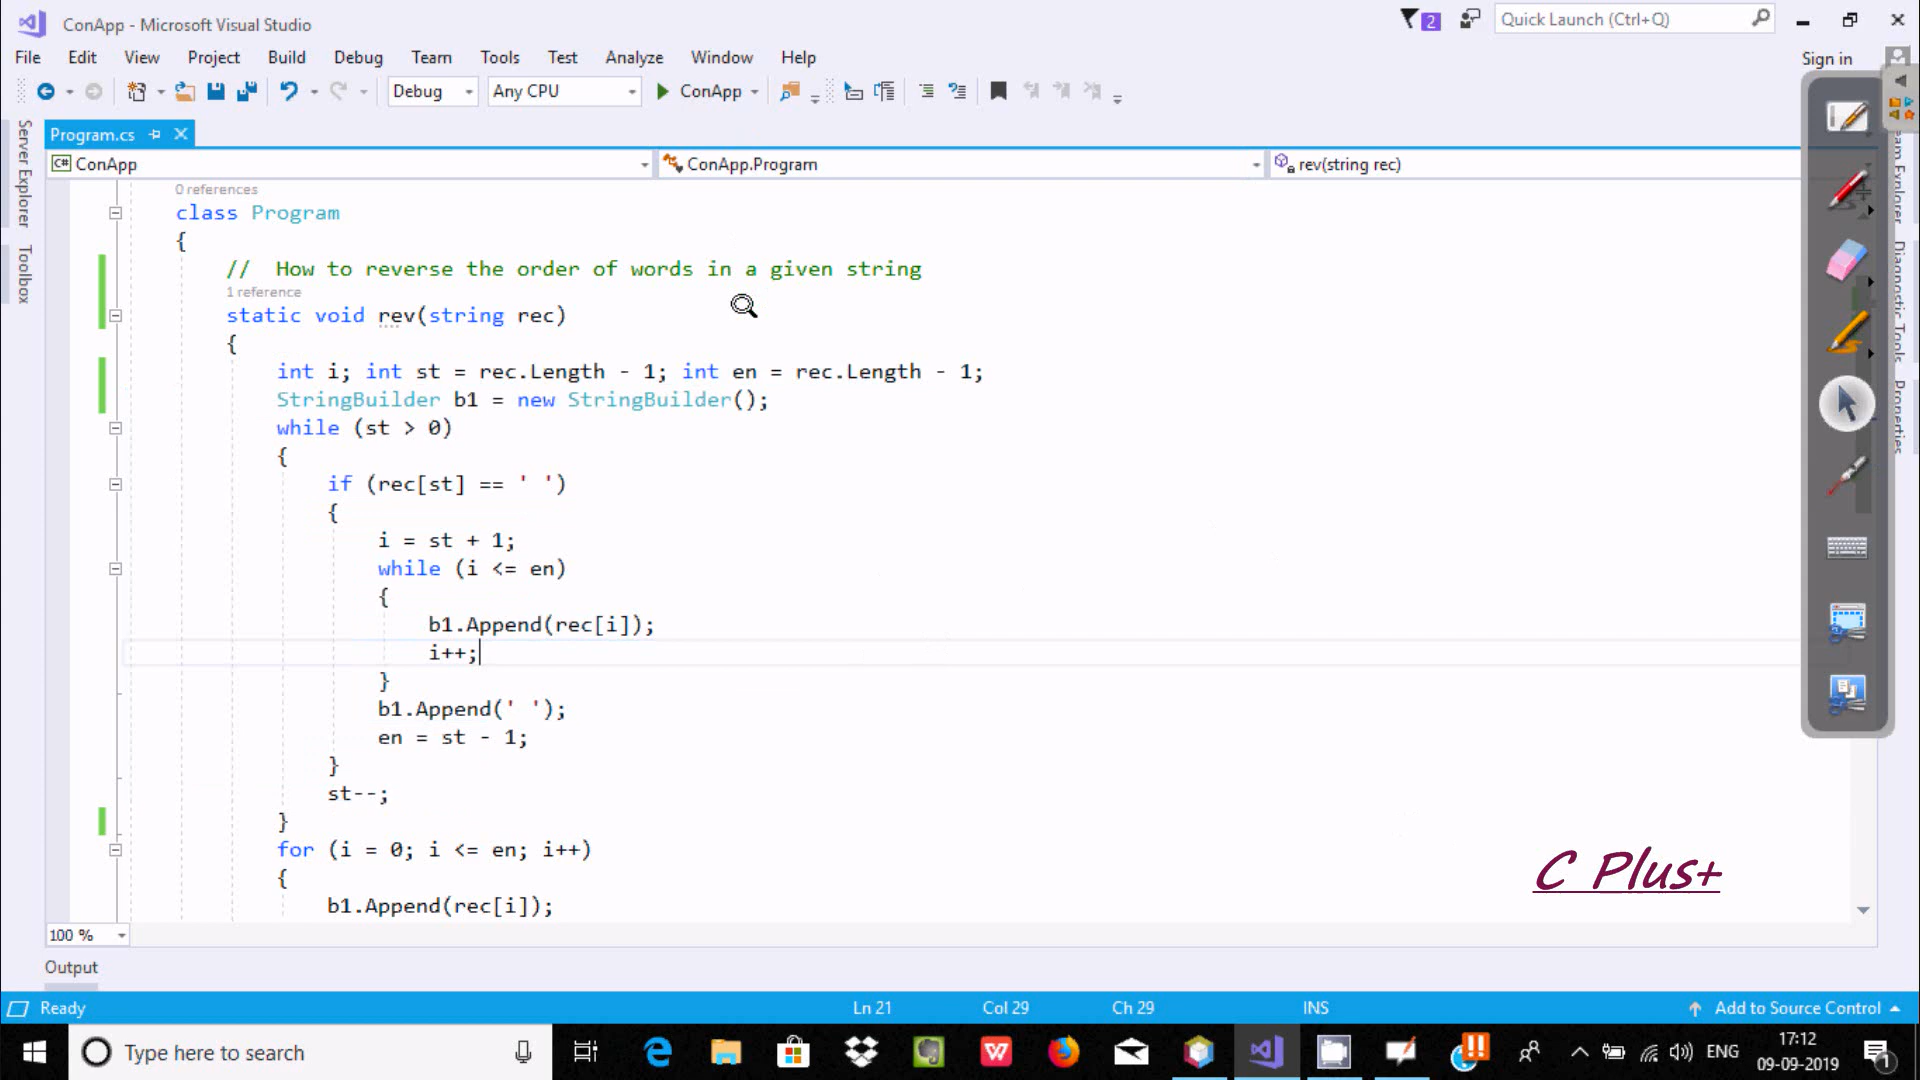 ConApp - Microsoft Visual Studio
2
Quick Launch (Ctrl+Q)
File Edit View Project Build Debug Team Tools Test Analyze Window Help
Sign in
Debug Any CPU ConApp
Program.cs
C# ConApp ConApp.Program rev(string rec)
Server Explorer
Toolbox
Diagnostic Tools
Properties
0 references
class Program
{
// How to reverse the order of words in a given string
1 reference
static void rev(string rec)
{
int i; int st = rec.Length - 1; int en = rec.Length - 1;
StringBuilder b1 = new StringBuilder();
while (st > 0)
{
if (rec[st] == ' ')
{
i = st + 1;
while (i <= en)
{
b1.Append(rec[i]);
i++;
}
b1.Append(' ');
en = st - 1;
}
st--;
}
for (i = 0; i <= en; i++)
{
b1.Append(rec[i]);
C Plus+
100 %
Output
Ready Ln 21 Col 29 Ch 29 INS Add to Source Control
Type here to search
ENG
17:12
09-09-2019
1